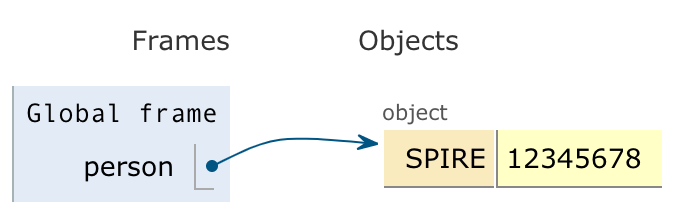 Frames Objects
Global frame
object
person
SPIRE 12345678